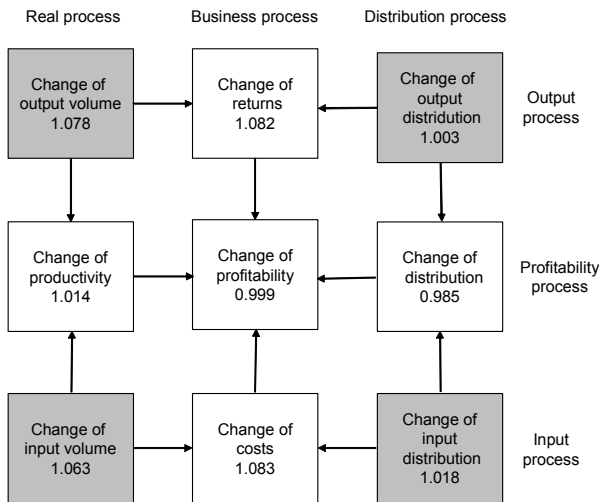 Real process
Business process
Distribution process
Change of
output volume
1.078
Change of
returns
1.082
Change of
output
distridution
1.003
Output
process
Change of
productivity
1.014
Change of
profitability
0.999
Change of
distribution
0.985
Profitability
process
Change of
input volume
1.063
Change of
costs
1.083
Change of
input
distribution
1.018
Input
process